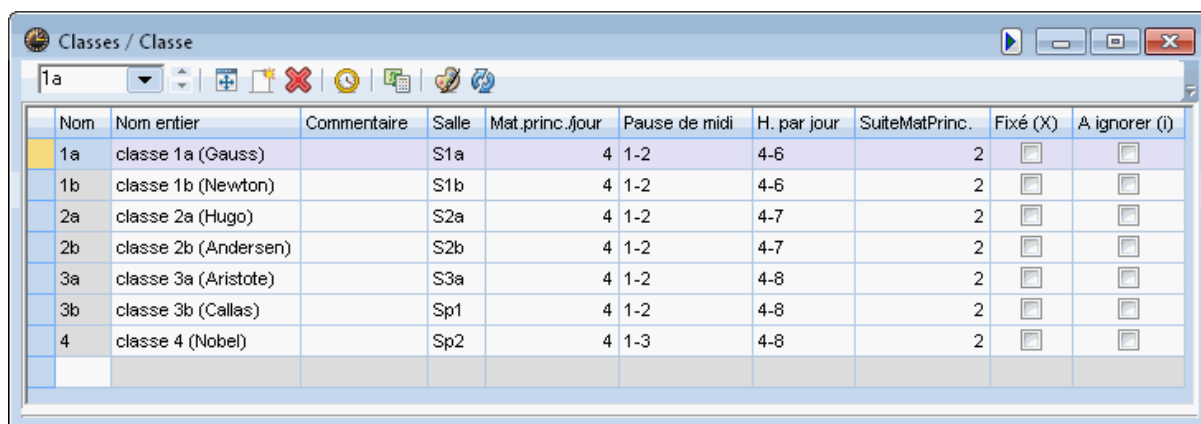 Classes / Classe
1a
Nom Nom entier Commentaire Salle Mat.princ./jour Pause de midi H. par jour SuiteMatPrinc. Fixé (X) A ignorer (i)
1a classe 1a (Gauss) S1a 4 1-2 4-6 2
1b classe 1b (Newton) S1b 4 1-2 4-6 2
2a classe 2a (Hugo) S2a 4 1-2 4-7 2
2b classe 2b (Andersen) S2b 4 1-2 4-7 2
3a classe 3a (Aristote) S3a 4 1-2 4-8 2
3b classe 3b (Callas) Sp1 4 1-2 4-8 2
4 classe 4 (Nobel) Sp2 4 1-3 4-8 2